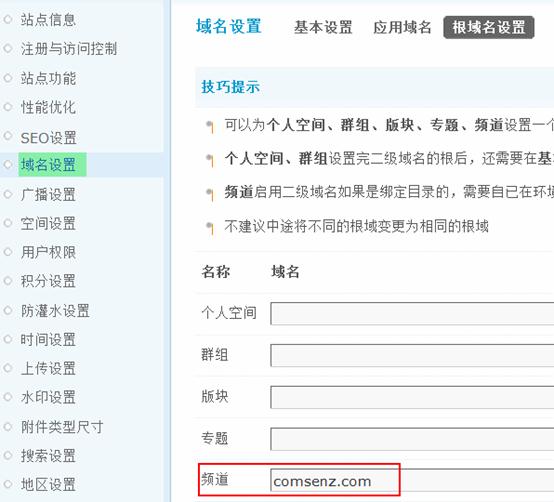 站点信息
注册与访问控制
站点功能
性能优化
SEO设置
域名设置
广播设置
空间设置
用户权限
积分设置
防灌水设置
时间设置
上传设置
水印设置
附件类型尺寸
搜索设置
地区设置
域名设置 基本设置 应用域名 根域名设置
技巧提示
可以为个人空间、群组、版块、专题、频道设置一个
个人空间、群组设置完二级域名的根后，还需要在基
频道启用二级域名如果是绑定目录的，需要自已在环境
不建议中途将不同的根域变更为相同的根域
名称 域名
个人空间
群组
版块
专题
频道 comsenz.com